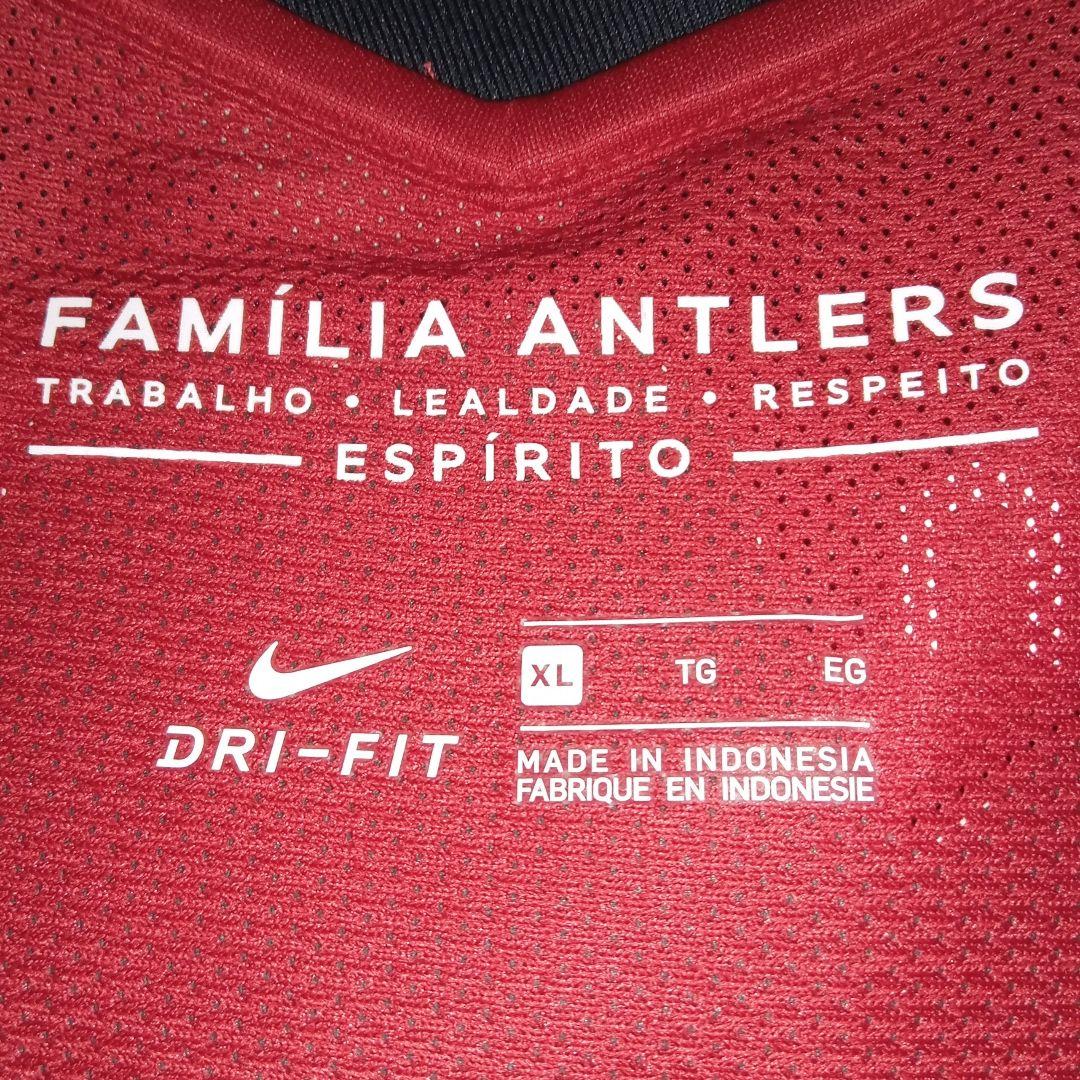 FAMÍLIA ANTLERS
TRABALHO • LEALDADE • RESPEITO
ESPÍRITO
DRI-FIT
XL TG EG
MADE IN INDONESIA
FABRIQUE EN INDONESIE